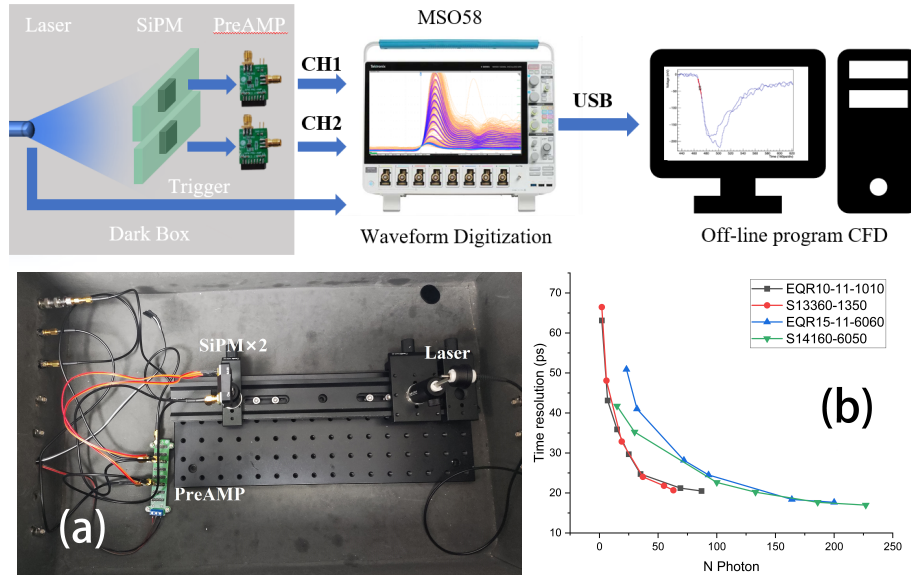 MSO58
Laser
SiPM
PreAMP
CH1
CH2
USB
Trigger
Dark Box
Waveform Digitization
Off-line program CFD
SiPM×2
Laser
PreAMP
(a)
EQR10-11-1010
S13360-1350
EQR15-11-6060
S14160-6050
(b)
Time resolution (ps)
75
70
60
50
40
30
20
10
0
50
100
150
200
250
N Photon